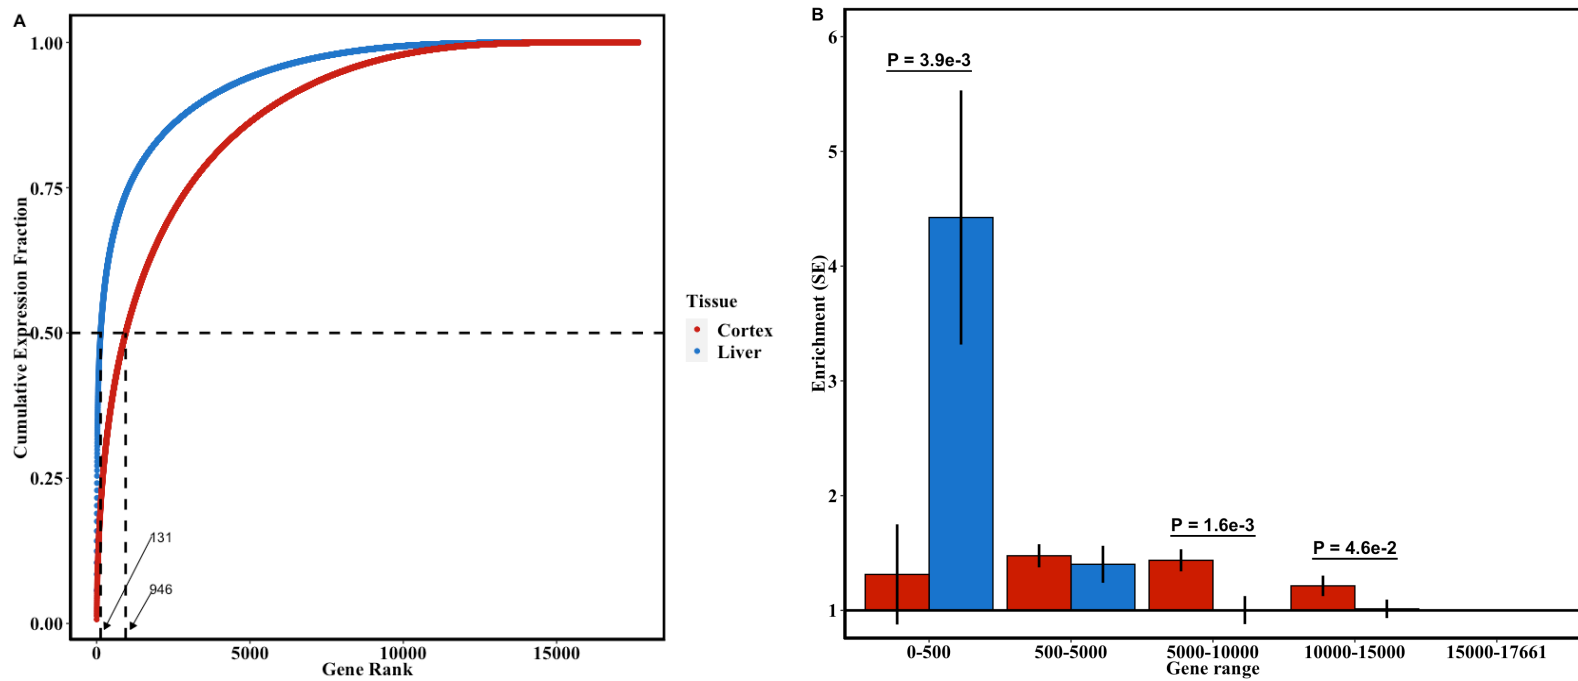 A
Cumulative Expression Fraction
1.00
0.75
0.50
0.25
0.00
131
946
0
5000
10000
15000
Gene Rank
Tissue
Cortex
Liver
B
Enrichment (SE)
6
5
4
3
2
1
P = 3.9e-3
P = 1.6e-3
P = 4.6e-2
0-500
500-5000
5000-10000
10000-15000
15000-17661
Gene range